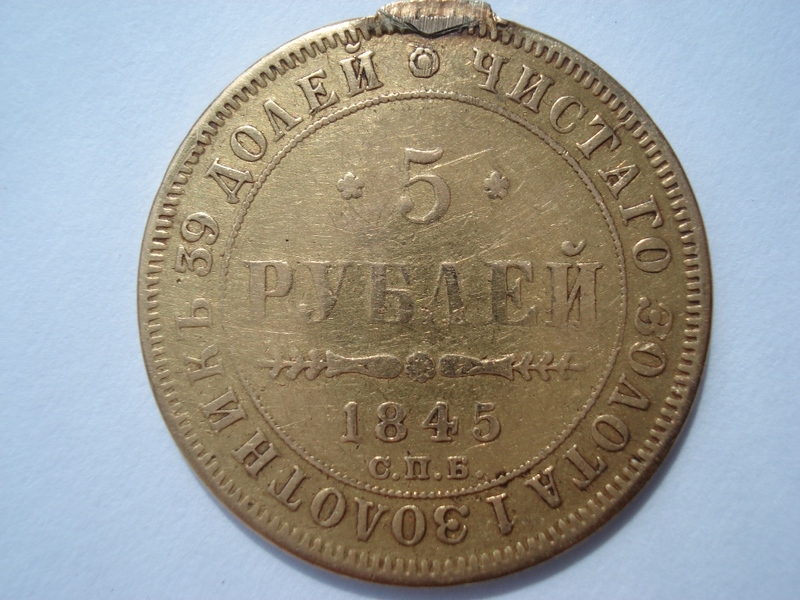 ЧИСТАГО ЗОЛОТА 1 ЗОЛОТНИКЪ 39 ДОЛЕЙ
5
РУБЛЕЙ
1845
С.П.Б.